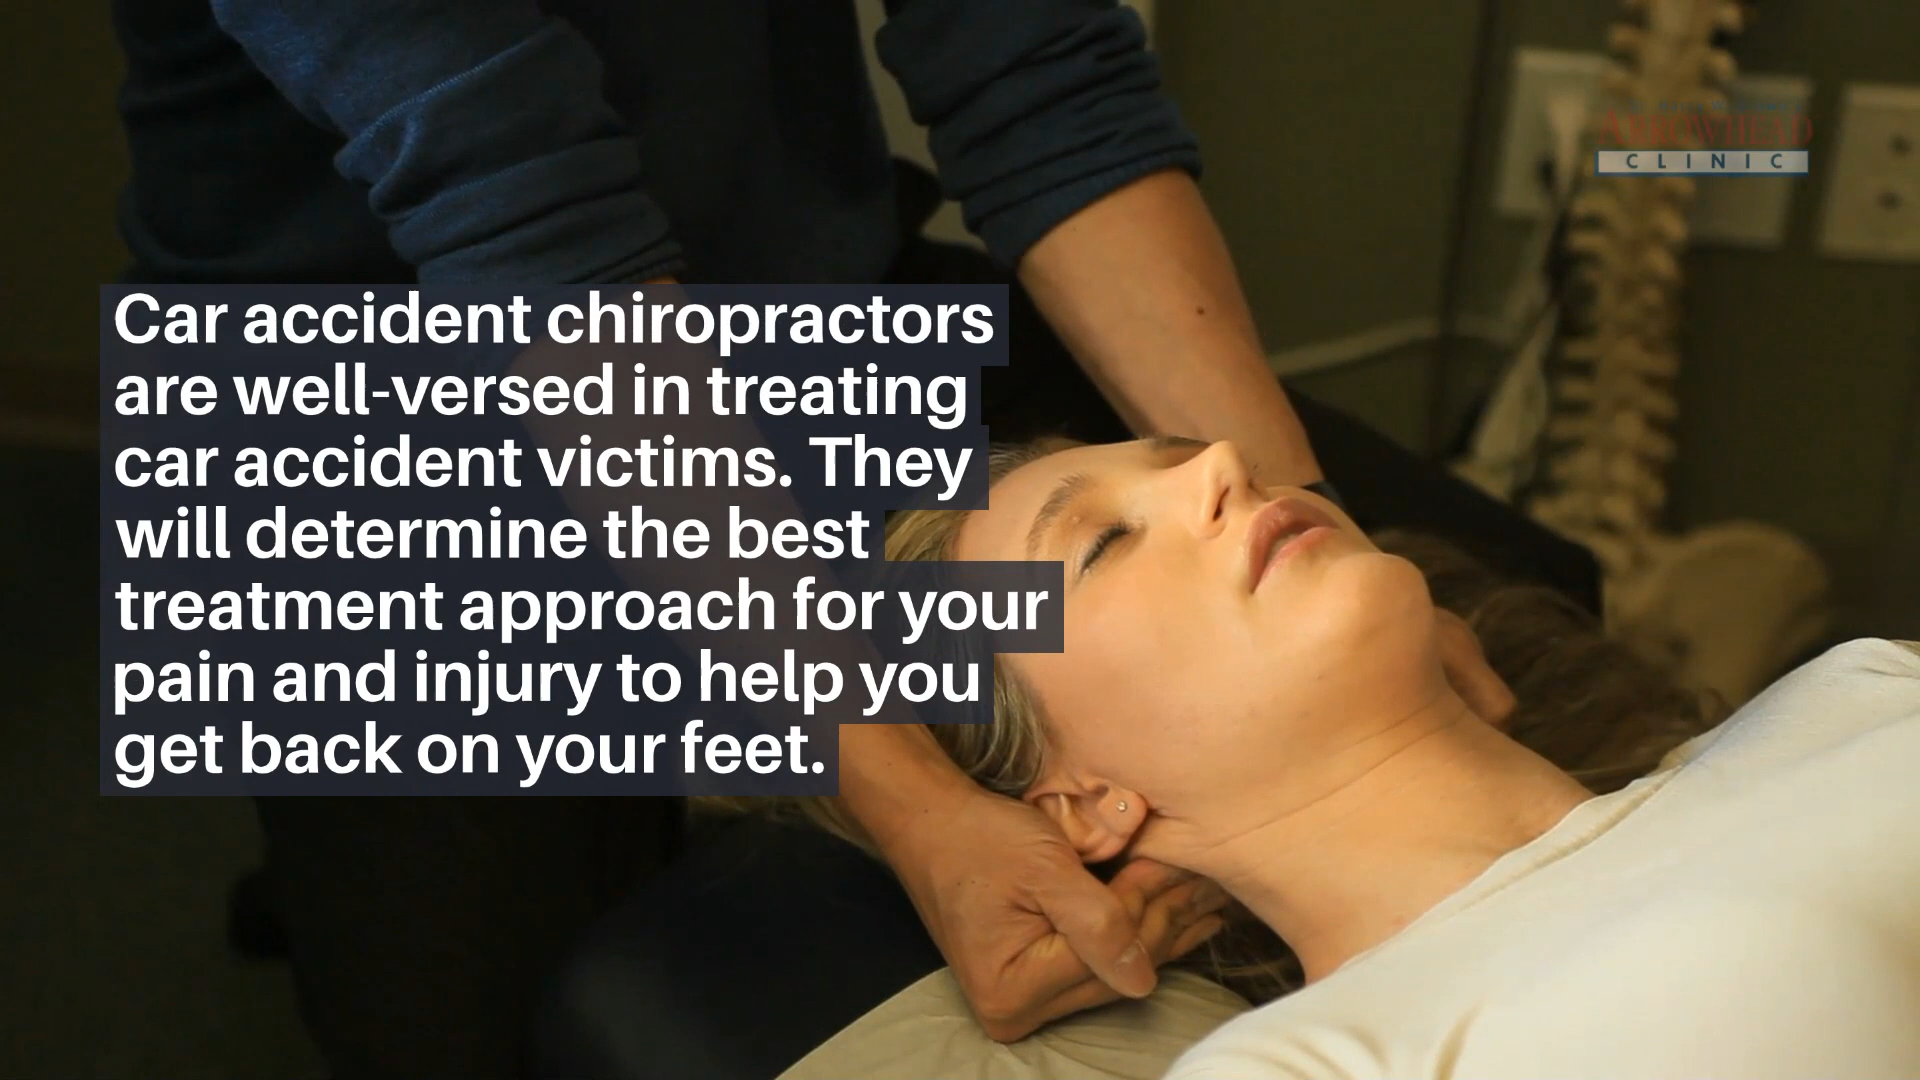 ARROWHEAD
CLINIC
Car accident chiropractors
are well-versed in treating
car accident victims. They
will determine the best
treatment approach for your
pain and injury to help you
get back on your feet.